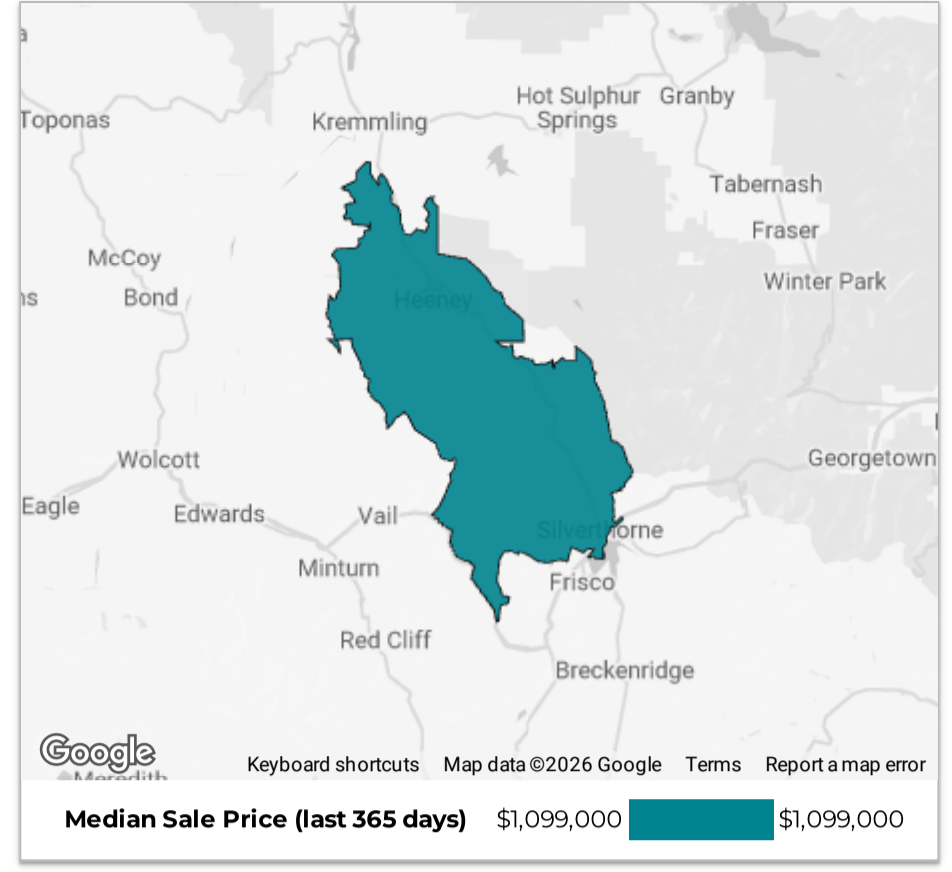 a
Toponas
Kremmling
Hot Sulphur
Springs
Granby
Tabernash
Fraser
McCoy
Winter Park
ns
Bond
Heeney
Wolcott
Georgetown
Eagle
Edwards
Vail
Silverthorne
Minturn
Frisco
Red Cliff
Breckenridge
Google
Meredith
Keyboard shortcuts
Map data ©2026 Google
Terms
Report a map error
Median Sale Price (last 365 days)
$1,099,000
$1,099,000